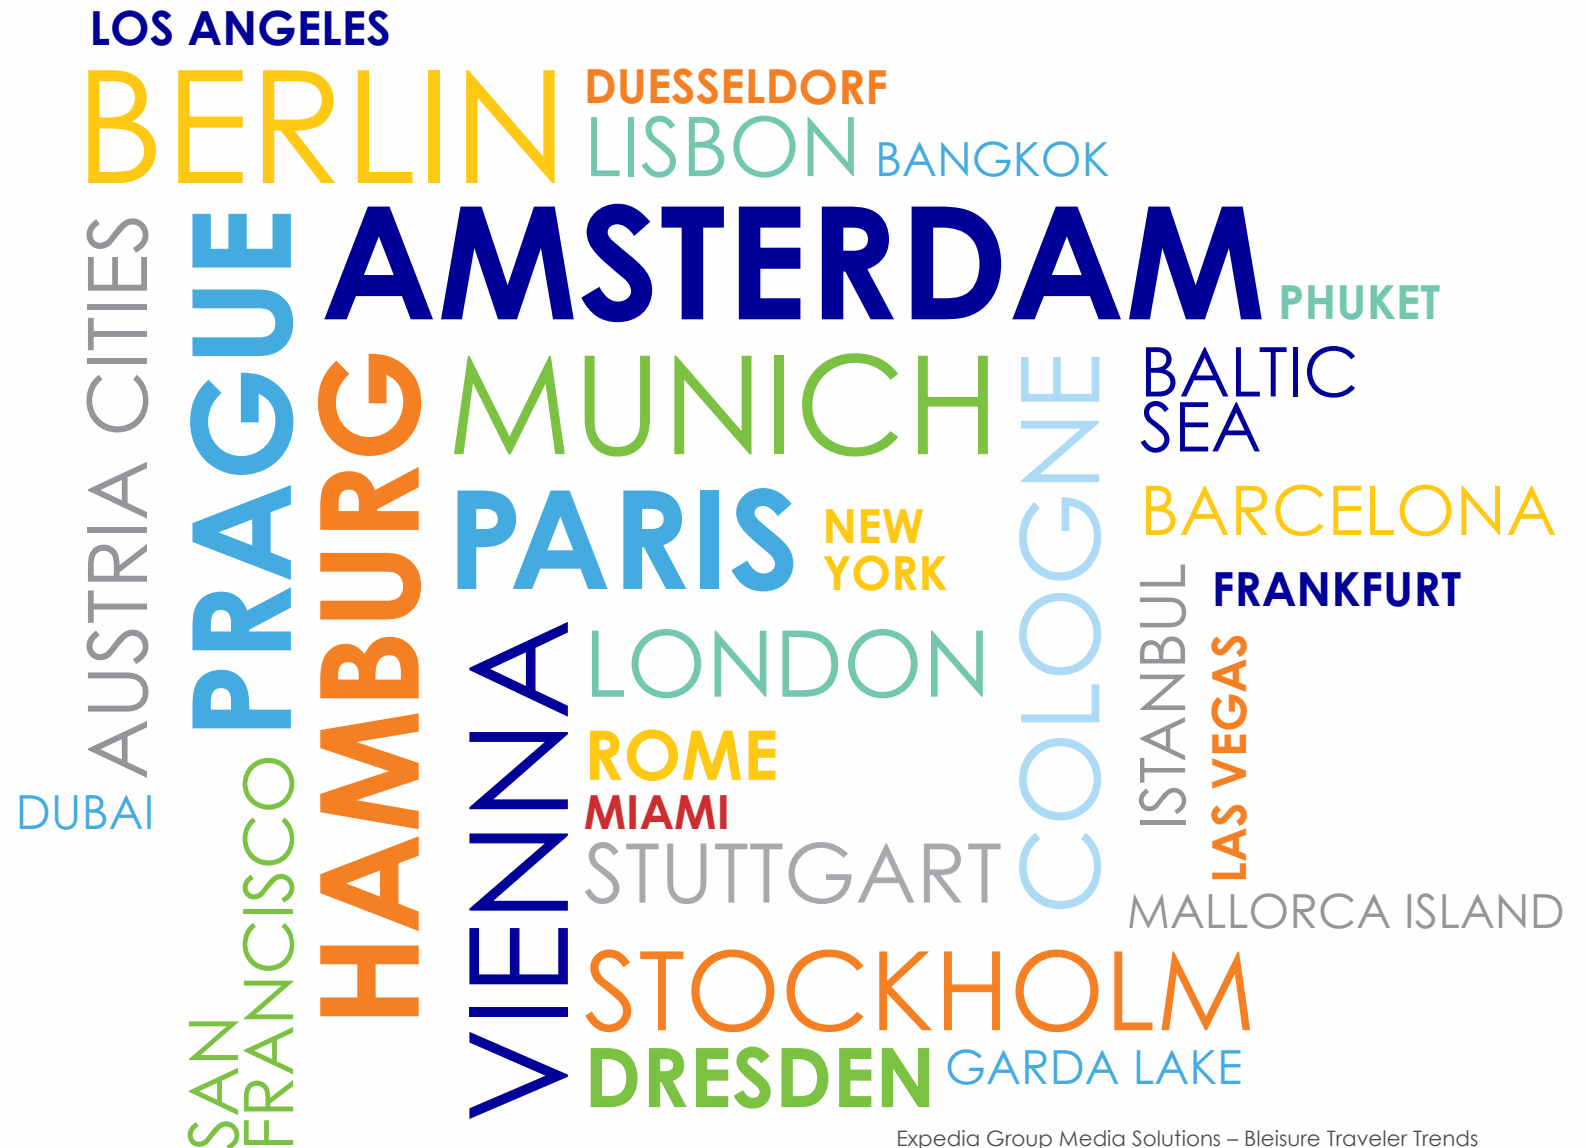 LOS ANGELES
BERLIN
DUESSELDORF
LISBON
BANGKOK
AUSTRIA CITIES
PRAGUE
AMSTERDAM
PHUKET
HAMBURG
MUNICH
COLOGNE
BALTIC
SEA
PARIS
NEW
YORK
BARCELONA
FRANKFURT
ISTANBUL
LAS VEGAS
VIENNA
LONDON
ROME
MIAMI
STUTTGART
DUBAI
SAN
FRANCISCO
MALLORCA ISLAND
STOCKHOLM
DRESDEN
GARDA LAKE
Expedia Group Media Solutions – Bleisure Traveler Trends